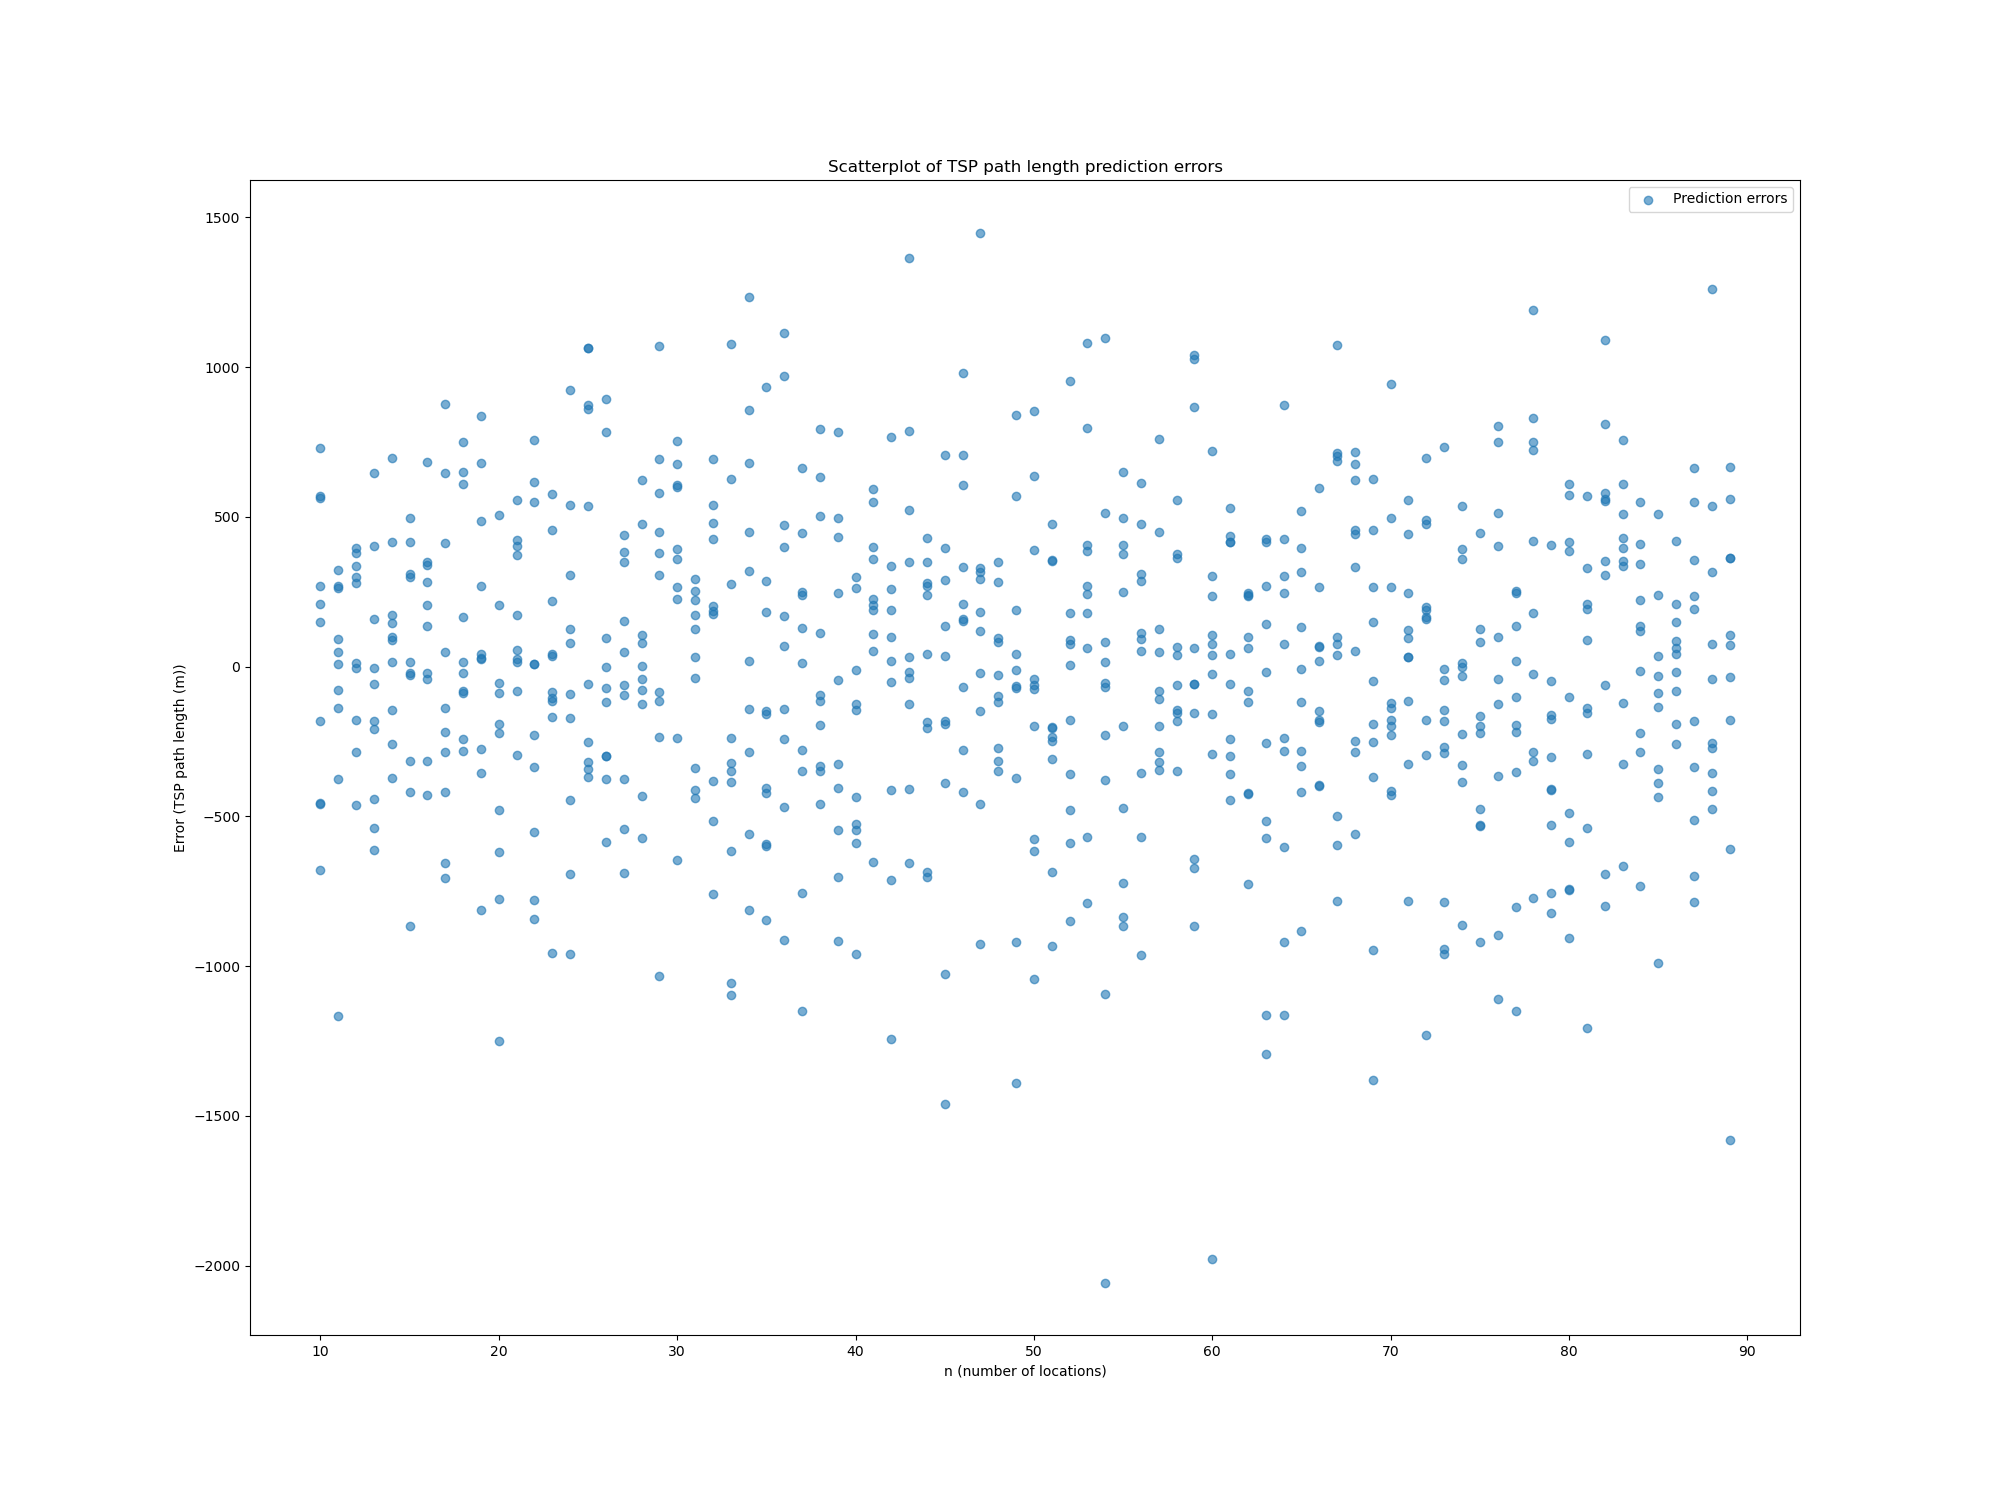 Scatterplot of TSP path length prediction errors
Prediction errors
1500
1000
500
0
−500
−1000
−1500
−2000
Error (TSP path length (m))
10 20 30 40 50 60 70 80 90
n (number of locations)